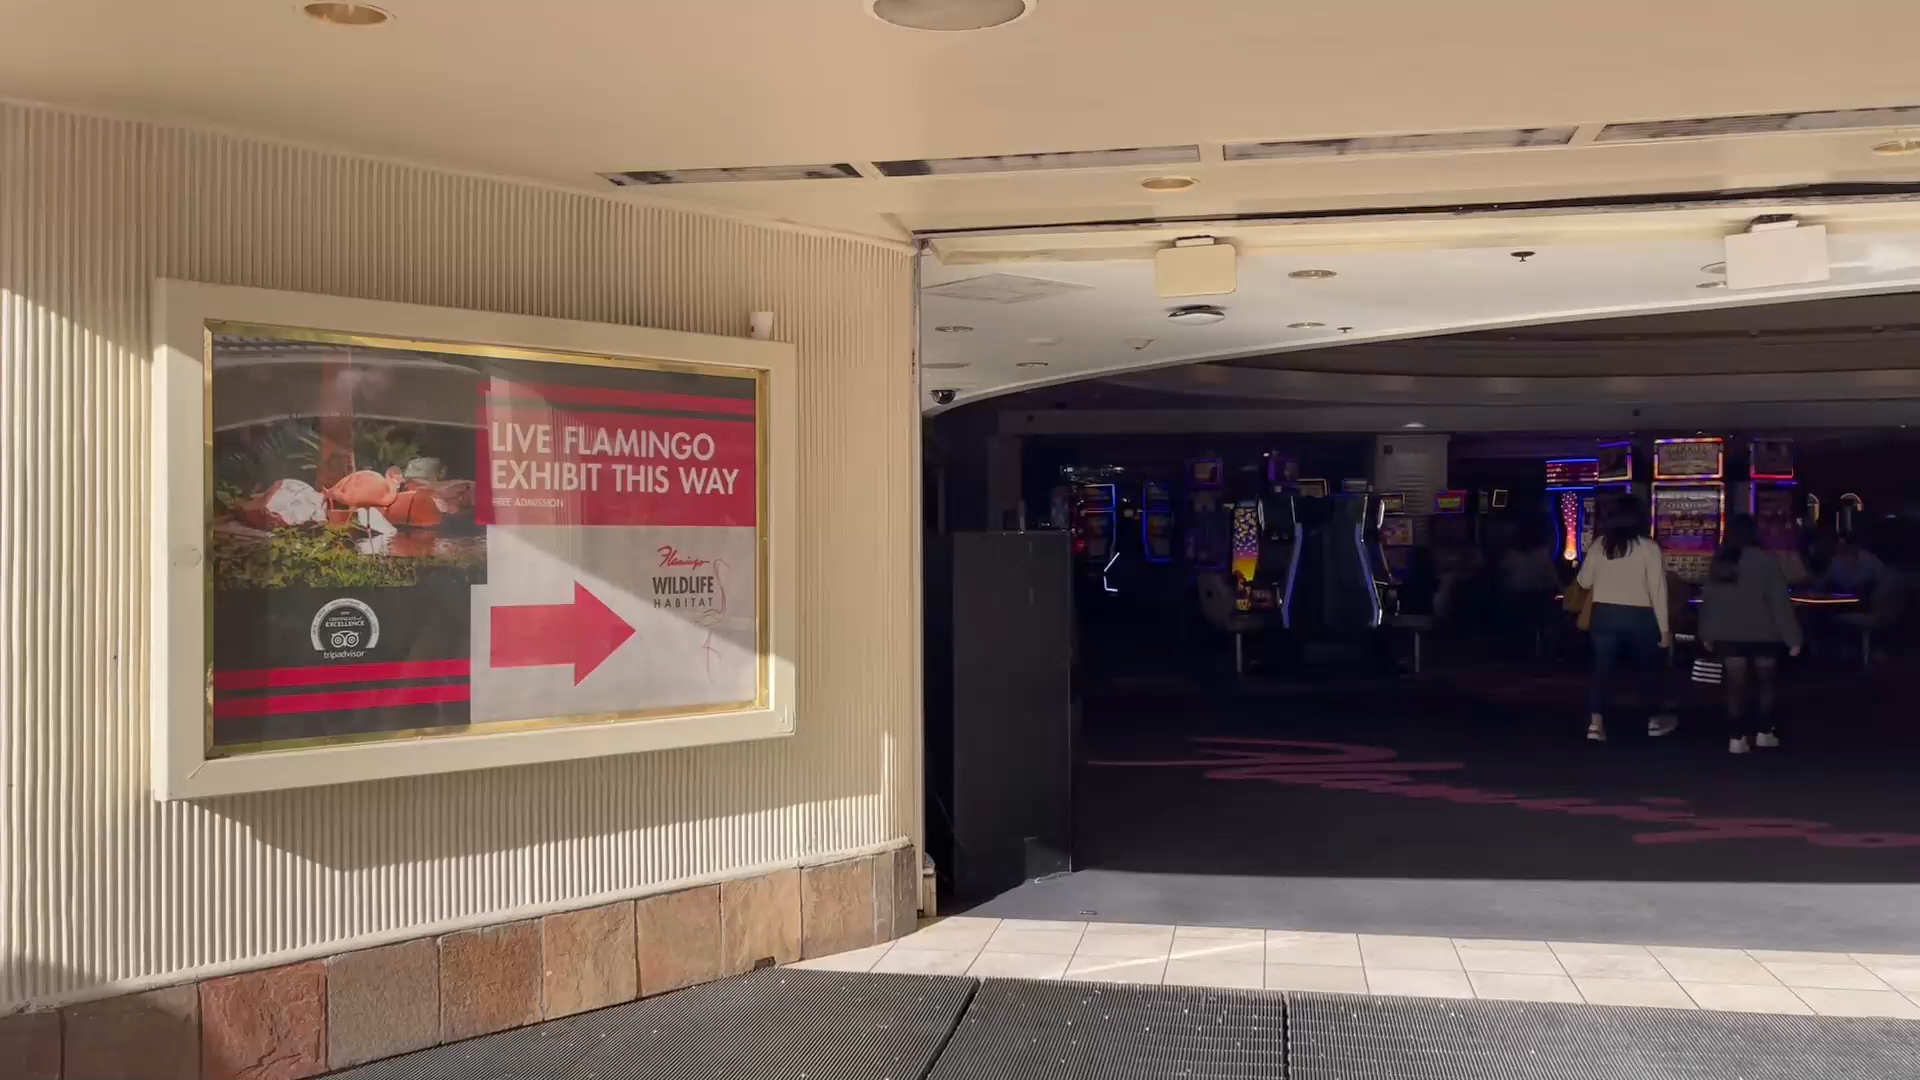 LIVE FLAMINGO
EXHIBIT THIS WAY
FREE ADMISSION
Flamingo
WILDLIFE
HABITAT
CERTIFICATE of
EXCELLENCE
tripadvisor